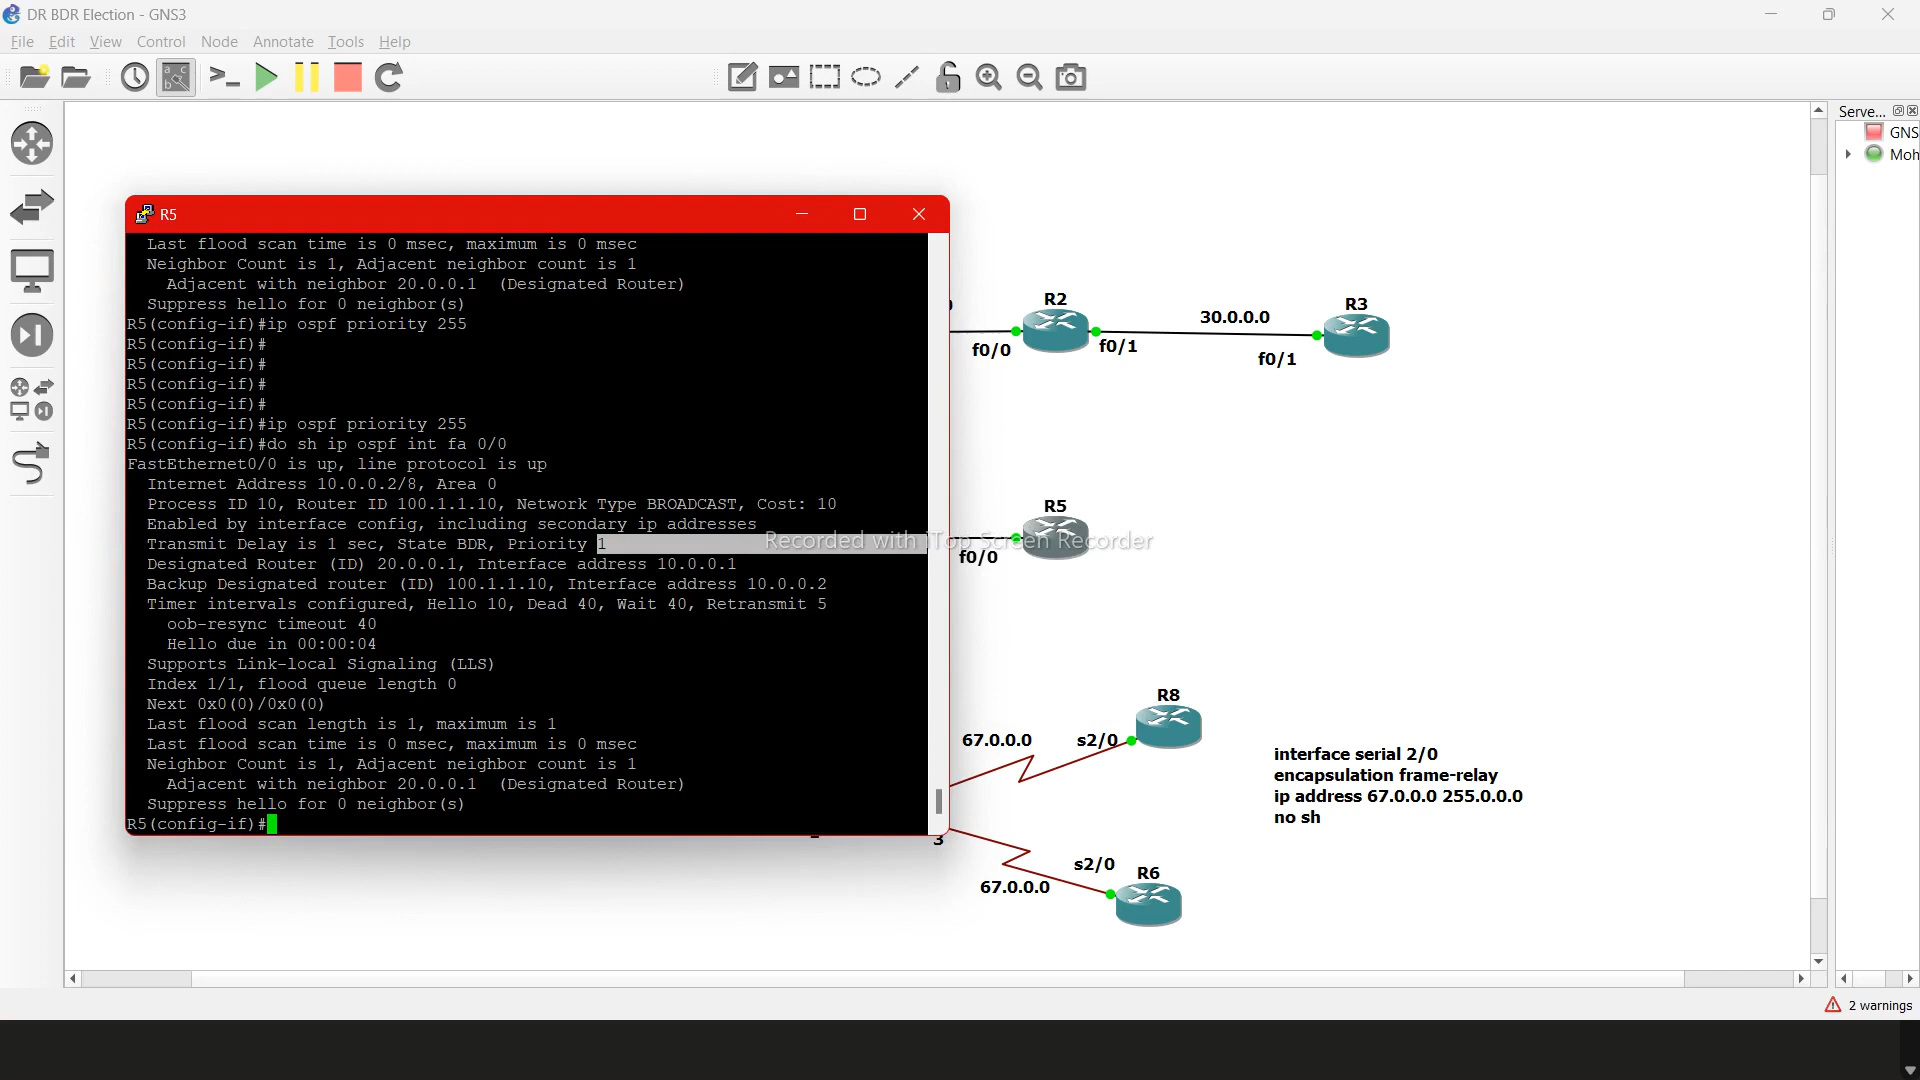 DR BDR Election - GNS3
File Edit View Control Node Annotate Tools Help
Serve...
GNS
Moh
R5
Last flood scan time is 0 msec, maximum is 0 msec
Neighbor Count is 1, Adjacent neighbor count is 1
Adjacent with neighbor 20.0.0.1 (Designated Router)
Suppress hello for 0 neighbor(s)
R5(config-if)#ip ospf priority 255
R5(config-if)#
R5(config-if)#
R5(config-if)#
R5(config-if)#
R5(config-if)#ip ospf priority 255
R5(config-if)#do sh ip ospf int fa 0/0
FastEthernet0/0 is up, line protocol is up
Internet Address 10.0.0.2/8, Area 0
Process ID 10, Router ID 100.1.1.10, Network Type BROADCAST, Cost: 10
Enabled by interface config, including secondary ip addresses
Transmit Delay is 1 sec, State BDR, Priority 1
Designated Router (ID) 20.0.0.1, Interface address 10.0.0.1
Backup Designated router (ID) 100.1.1.10, Interface address 10.0.0.2
Timer intervals configured, Hello 10, Dead 40, Wait 40, Retransmit 5
oob-resync timeout 40
Hello due in 00:00:04
Supports Link-local Signaling (LLS)
Index 1/1, flood queue length 0
Next 0x0(0)/0x0(0)
Last flood scan length is 1, maximum is 1
Last flood scan time is 0 msec, maximum is 0 msec
Neighbor Count is 1, Adjacent neighbor count is 1
Adjacent with neighbor 20.0.0.1 (Designated Router)
Suppress hello for 0 neighbor(s)
R5(config-if)#
R2
30.0.0.0
R3
f0/0
f0/1
f0/1
R5
Recorded with iTop Screen Recorder
f0/0
R8
67.0.0.0
s2/0
interface serial 2/0
encapsulation frame-relay
ip address 67.0.0.0 255.0.0.0
no sh
3
s2/0
R6
67.0.0.0
2 warnings